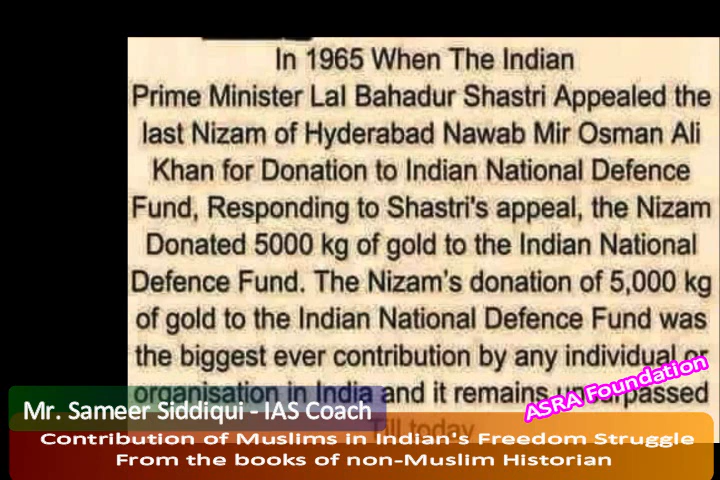 In 1965 When The Indian
Prime Minister Lal Bahadur Shastri Appealed the
last Nizam of Hyderabad Nawab Mir Osman Ali
Khan for Donation to Indian National Defence
Fund, Responding to Shastri's appeal, the Nizam
Donated 5000 kg of gold to the Indian National
Defence Fund. The Nizam's donation of 5,000 kg
of gold to the Indian National Defence Fund was
the biggest ever contribution by any individual or
organisation in India and it remains unsurpassed
Till today
ASRA Foundation
Mr. Sameer Siddiqui - IAS Coach
Contribution of Muslims in Indian's Freedom Struggle
From the books of non-Muslim Historian